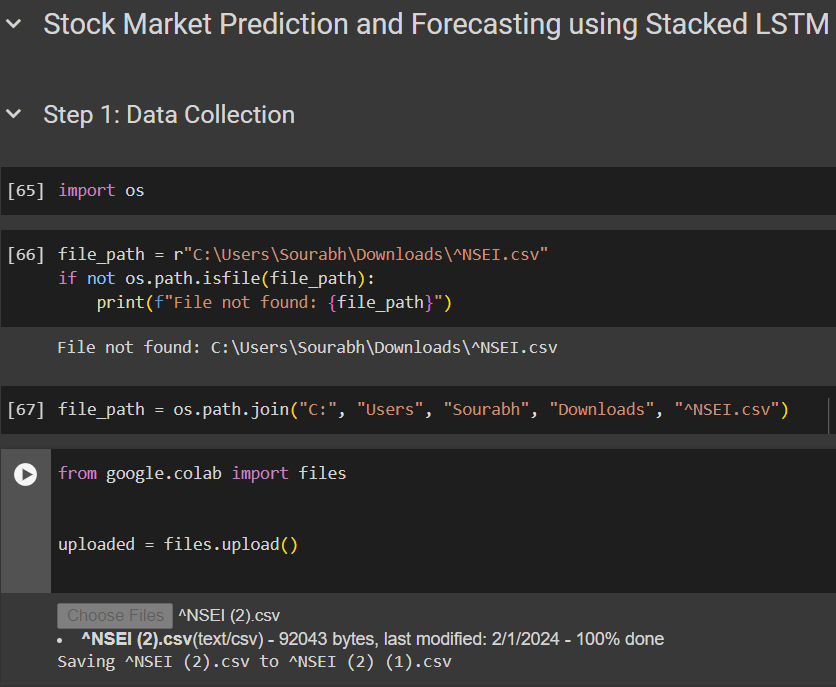 Stock Market Prediction and Forecasting using Stacked LSTM
Step 1: Data Collection
[65] import os
[66] file_path = r"C:\Users\Sourabh\Downloads\^NSEI.csv"
if not os.path.isfile(file_path):
    print(f"File not found: {file_path}")
File not found: C:\Users\Sourabh\Downloads\^NSEI.csv
[67] file_path = os.path.join("C:", "Users", "Sourabh", "Downloads", "^NSEI.csv")
from google.colab import files
uploaded = files.upload()
Choose Files ^NSEI (2).csv
• ^NSEI (2).csv(text/csv) - 92043 bytes, last modified: 2/1/2024 - 100% done
Saving ^NSEI (2).csv to ^NSEI (2) (1).csv